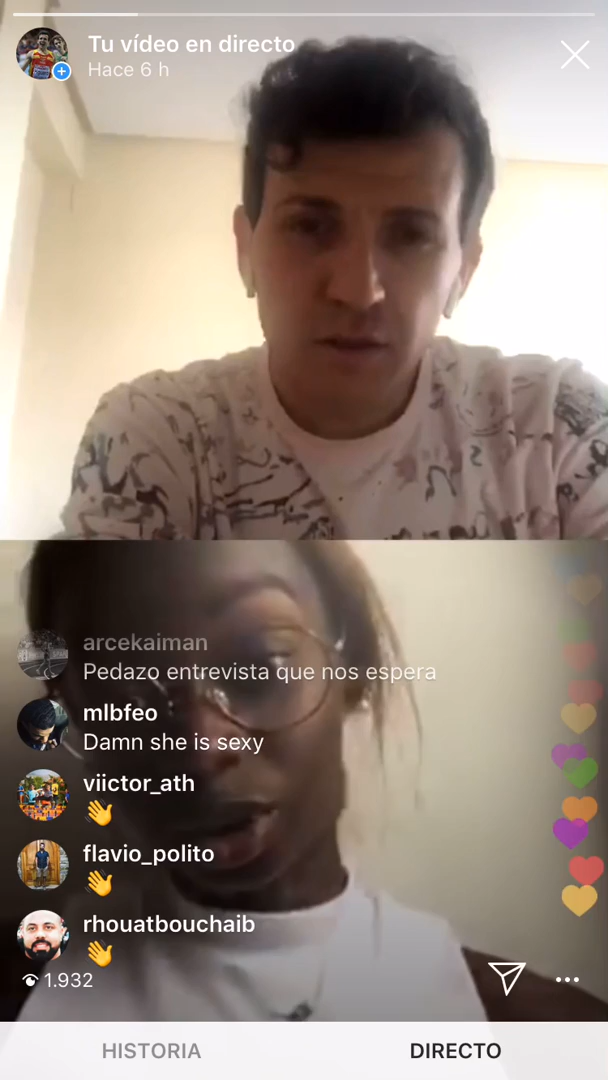 Tu vídeo en directo
Hace 6 h
arcekaiman
Pedazo entrevista que nos espera
mlbfeo
Damn she is sexy
viictor_ath
👋
flavio_polito
👋
rhouatbouchaib
👋
1.932
HISTORIA
DIRECTO